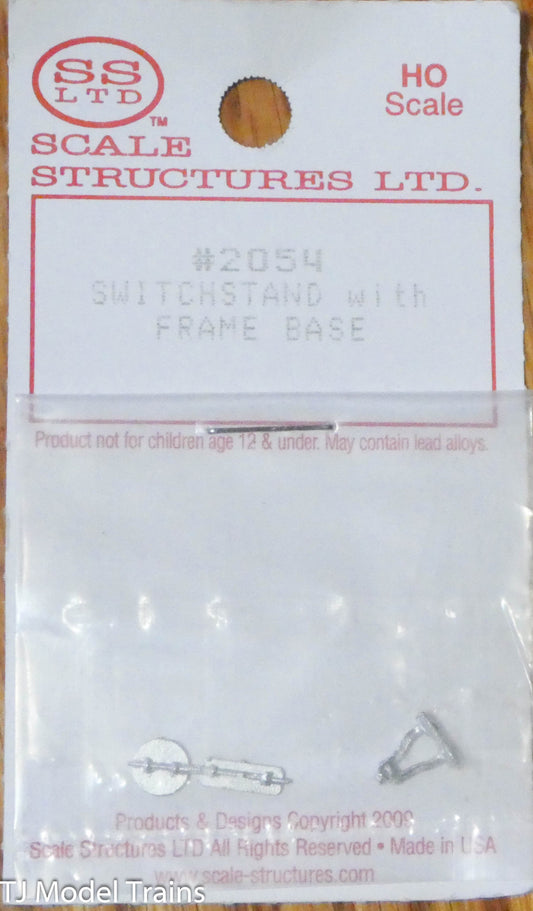 SS
LTD
TM
SCALE
STRUCTURES LTD.
HO
Scale
#2054
SWITCHSTAND with
FRAME BASE
Product not for children age 12 & under. May contain lead alloys.
Products & Designs Copyright 2009
Scale Structures LTD All Rights Reserved • Made in USA
www.scale-structures.com
TJ Model Trains